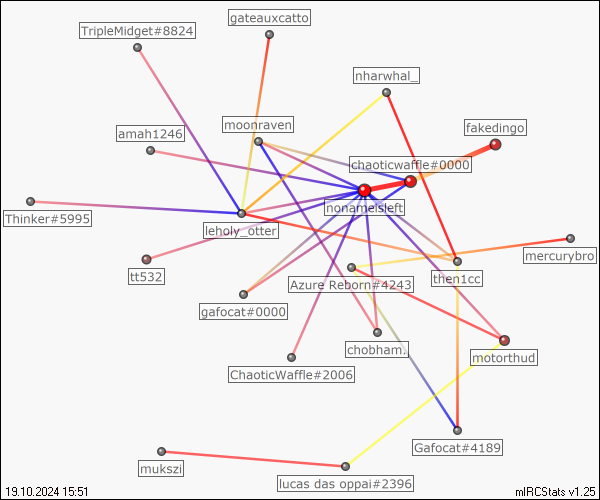 gateauxcatto
TripleMidget#8824
nharwhal_
moonraven
fakedingo
amah1246
chaoticwaffle#0000
nonameisleft
Thinker#5995
leholy_otter
mercurybro
tt532
then1cc
Azure Reborn#4243
gafocat#0000
chobham.
motorthud
ChaoticWaffle#2006
Gafocat#4189
mukszi
lucas das oppai#2396
19.10.2024 15:51
mIRCStats v1.25